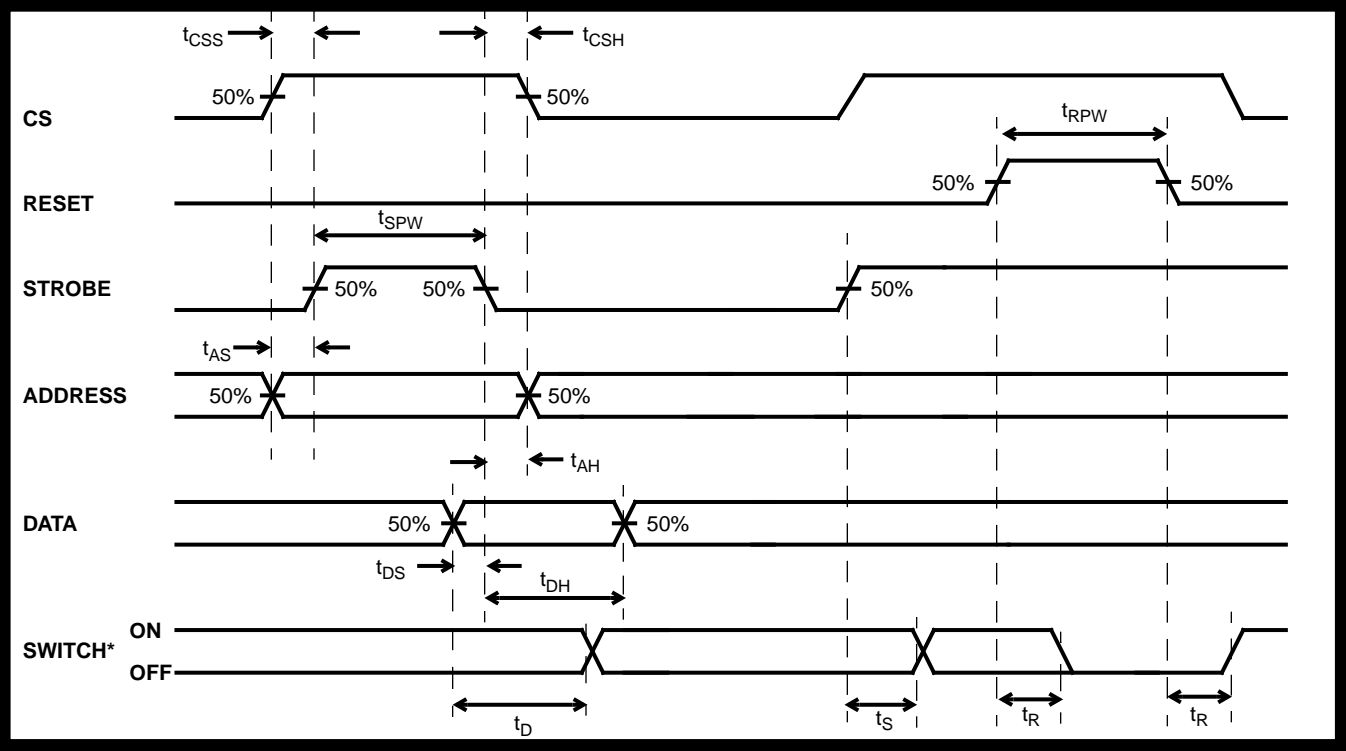 tCSS tCSH
50% 50%
CS
tRPW
50% 50%
RESET
tSPW
STROBE 50% 50% 50%
tAS
ADDRESS 50% 50%
tAH
DATA 50% 50%
tDS
tDH
ON
SWITCH*
OFF
tD tS tR tR